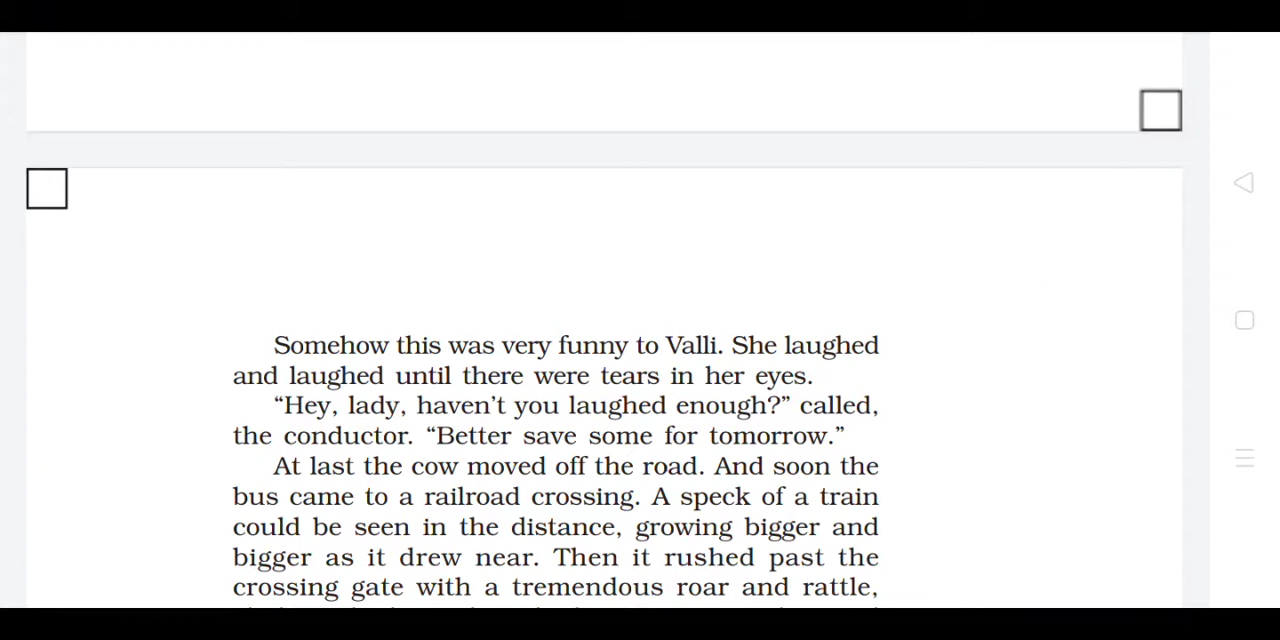 Somehow this was very funny to Valli. She laughed
and laughed until there were tears in her eyes.
“Hey, lady, haven’t you laughed enough?” called,
the conductor. “Better save some for tomorrow.”
At last the cow moved off the road. And soon the
bus came to a railroad crossing. A speck of a train
could be seen in the distance, growing bigger and
bigger as it drew near. Then it rushed past the
crossing gate with a tremendous roar and rattle,